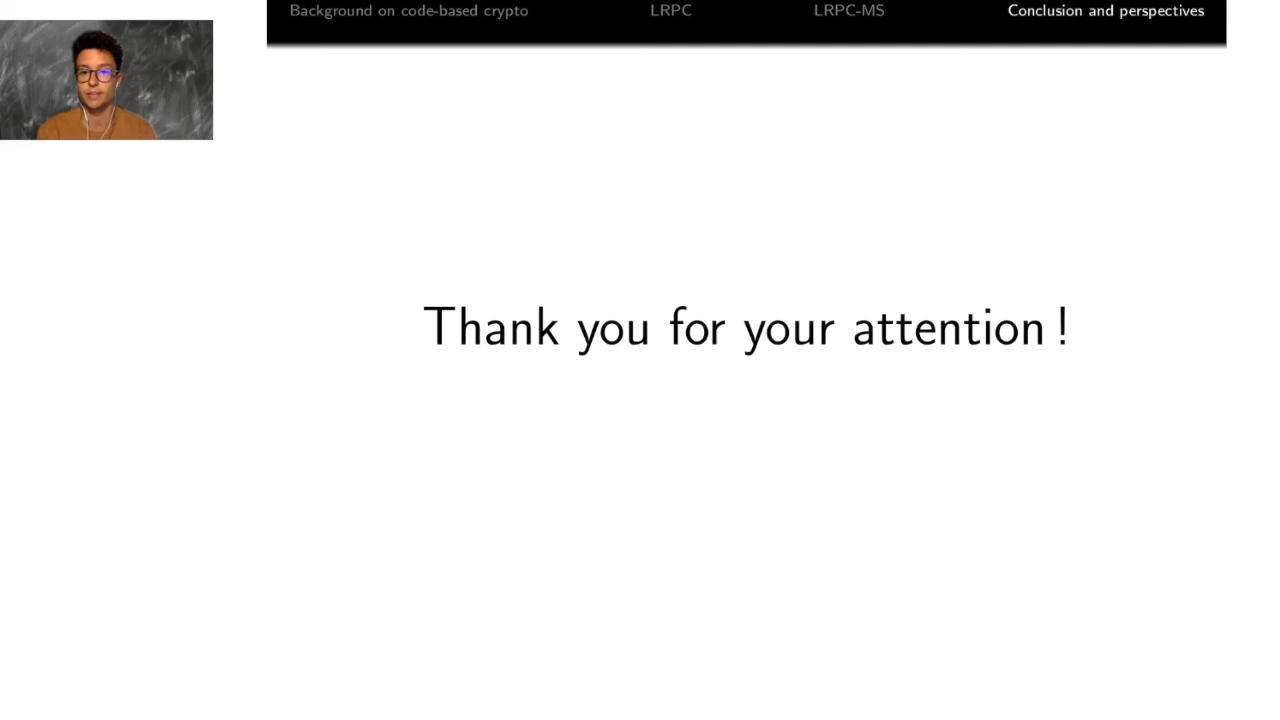 Background on code-based crypto LRPC LRPC-MS Conclusion and perspectives
Thank you for your attention !